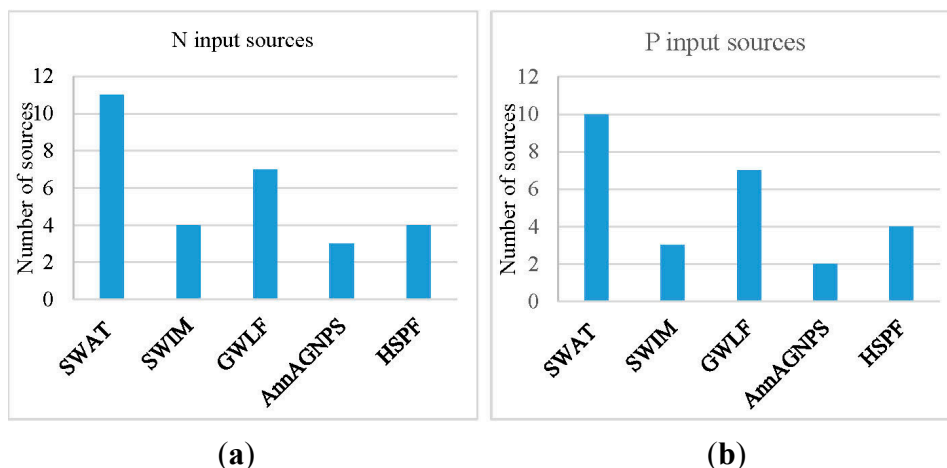 N input sources
Number of sources
12
10
8
6
4
2
0
SWAT
SWIM
GWLF
AnnAGNPS
HSPF
(a)
P input sources
Number of sources
12
10
8
6
4
2
0
SWAT
SWIM
GWLF
AnnAGNPS
HSPF
(b)